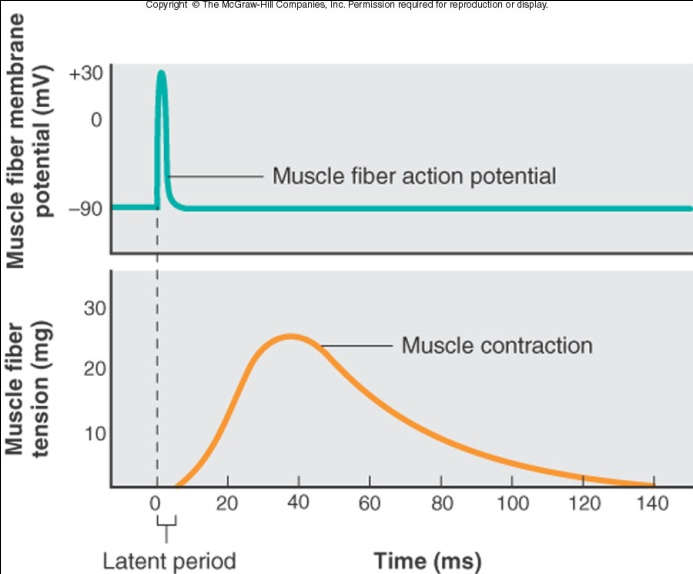 Copyright © The McGraw-Hill Companies, Inc. Permission required for reproduction or display.
Muscle fiber membrane
potential (mV)
+30
0
–90
Muscle fiber action potential
Muscle fiber
tension (mg)
30
20
10
Muscle contraction
0 20 40 60 80 100 120 140
Latent period
Time (ms)